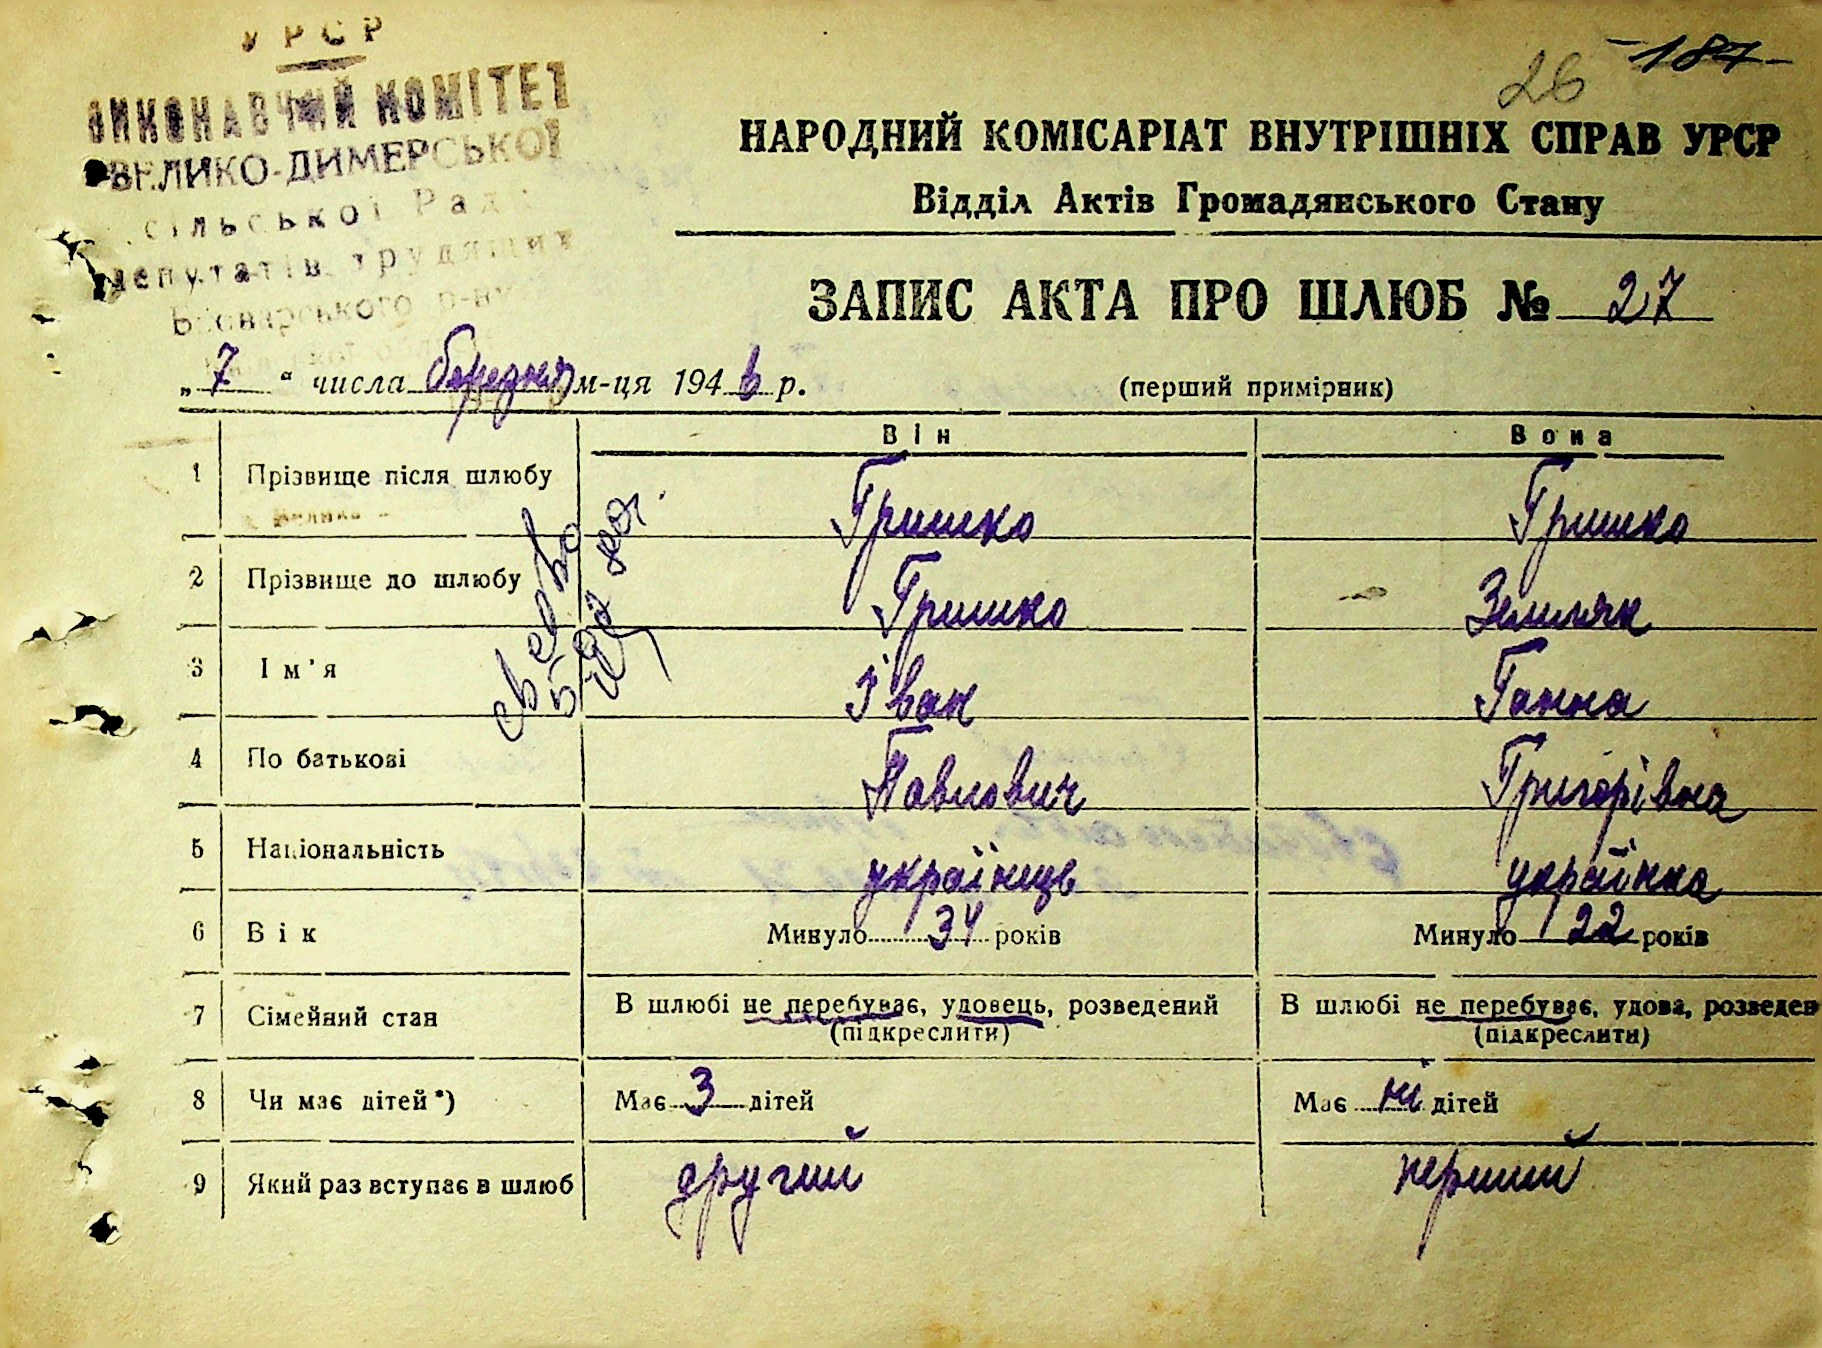 УРСР
ВИКОНАВЧИЙ КОМІТЕТ
ВЕЛИКО-ДИМЕРСЬКОЇ
сільської Ради
депутатів трудящих
Броварського р-ну
26 -187-
НАРОДНИЙ КОМІСАРІАТ ВНУТРІШНІХ СПРАВ УРСР
Відділ Актів Громадянського Стану
ЗАПИС АКТА ПРО ШЛЮБ № 27
„ 7 “ числа березня м-ця 1946 р. (перший примірник)
Він Вона
1 Прізвище після шлюбу Гришко Гришко
2 Прізвище до шлюбу Гришко Земляк
3 Ім'я Іван Ганна
4 По батькові Павлович Григорівна
5 Національність українець українка
6 Вік Минуло 34 років Минуло 22 років
7 Сімейний стан В шлюбі не перебуває, удовець, розведений В шлюбі не перебуває, удова, розведен
(підкреслити) (підкреслити)
8 Чи має дітей*) Має 3 дітей Має ні дітей
9 Який раз вступає в шлюб другий перший